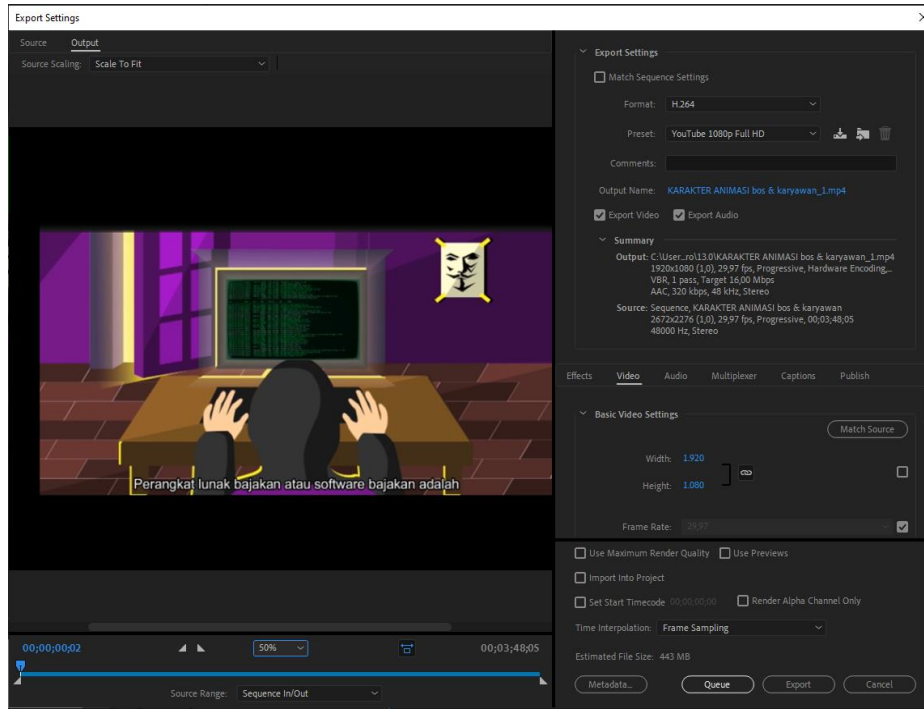 Export Settings
Source Output
Source Scaling: Scale To Fit
Perangkat lunak bajakan atau software bajakan adalah
00;00;00;02 50% 00;03;48;05
Source Range: Sequence In/Out
Export Settings
Match Sequence Settings
Format: H.264
Preset: YouTube 1080p Full HD
Comments:
Output Name: KARAKTER ANIMASI bos & karyawan_1.mp4
Export Video Export Audio
Summary
Output: C:\User...ro\13.0\KARAKTER ANIMASI bos & karyawan_1.mp4
1920x1080 (1,0), 29,97 fps, Progressive, Hardware Encoding,...
VBR, 1 pass, Target 16,00 Mbps
AAC, 320 kbps, 48 kHz, Stereo
Source: Sequence, KARAKTER ANIMASI bos & karyawan
2672x2276 (1,0), 29,97 fps, Progressive, 00;03;48;05
48000 Hz, Stereo
Effects Video Audio Multiplexer Captions Publish
Basic Video Settings
Match Source
Width: 1.920
Height: 1.080
Frame Rate: 29,97
Use Maximum Render Quality Use Previews
Import Into Project
Set Start Timecode 00;00;00;00 Render Alpha Channel Only
Time Interpolation: Frame Sampling
Estimated File Size: 443 MB
Metadata... Queue Export Cancel